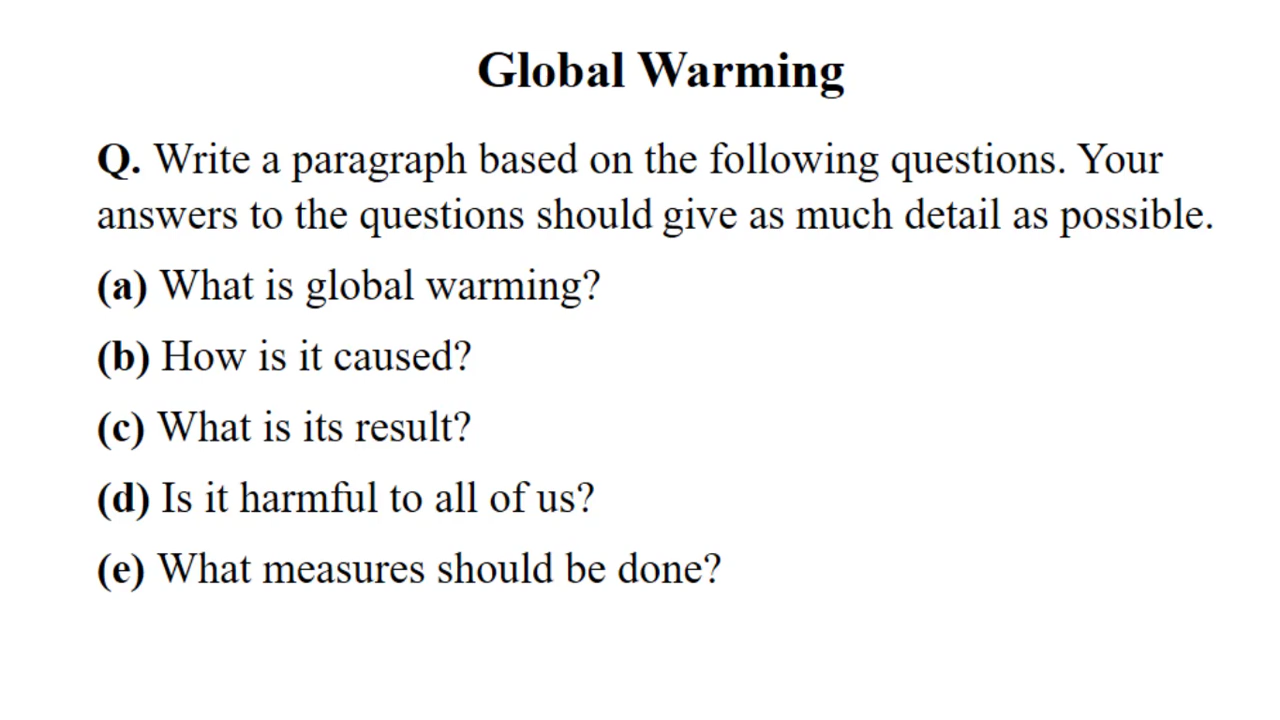 Global Warming
Q. Write a paragraph based on the following questions. Your
answers to the questions should give as much detail as possible.
(a) What is global warming?
(b) How is it caused?
(c) What is its result?
(d) Is it harmful to all of us?
(e) What measures should be done?